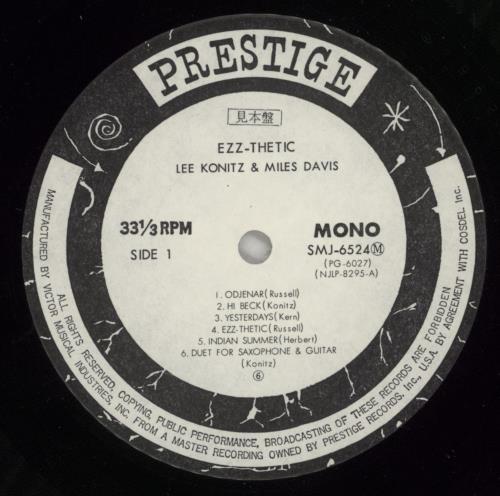 PRESTIGE
見本盤
EZZ-THETIC
LEE KONITZ & MILES DAVIS
33⅓ RPM
SIDE 1
MONO
SMJ-6524Ⓜ
(PG-6027)
(NJLP-8295-A)
1. ODJENAR(Russell)
2. HI BECK(Konitz)
3. YESTERDAYS(Kern)
4. EZZ-THETIC(Russell)
5. INDIAN SUMMER(Herbert)
6. DUET FOR SAXOPHONE & GUITAR
(Konitz)
⑥
MANUFACTURED BY VICTOR MUSICAL INDUSTRIES, INC. FROM A MASTER RECORDING OWNED BY PRESTIGE RECORDS, Inc., U.S.A. BY AGREEMENT WITH COSDEL Inc.
ALL RIGHTS RESERVED, COPYING, PUBLIC PERFORMANCE, BROADCASTING OF THESE RECORDS ARE FORBIDDEN